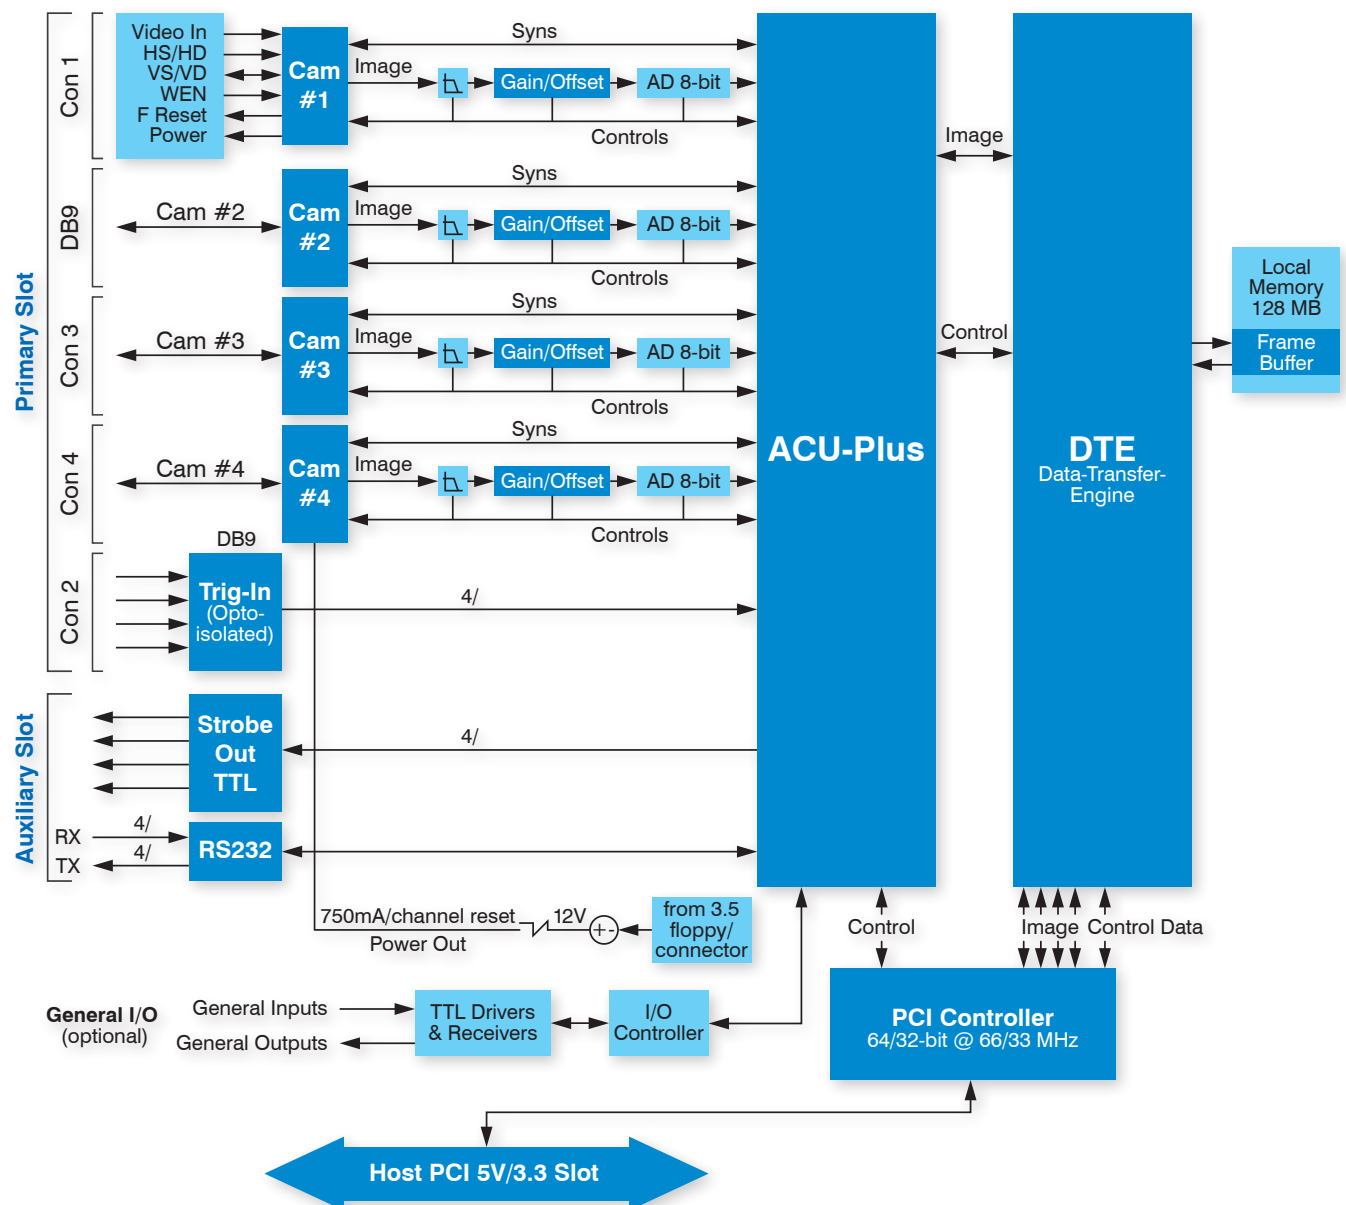 Primary Slot
Con 1
Video In
HS/HD
VS/VD
WEN
F Reset
Power
Cam
#1
Syns
Image
Gain/Offset
AD 8-bit
Controls
DB9
Cam #2
Cam
#2
Syns
Image
Gain/Offset
AD 8-bit
Controls
Con 3
Cam #3
Cam
#3
Syns
Image
Gain/Offset
AD 8-bit
Controls
Con 4
Cam #4
Cam
#4
Syns
Image
Gain/Offset
AD 8-bit
Controls
Con 2
DB9
Trig-In
(Opto-
isolated)
4/
ACU-Plus
Image
Control
DTE
Data-Transfer-
Engine
Local
Memory
128 MB
Frame
Buffer
Auxiliary Slot
Strobe
Out
TTL
4/
RX
4/
TX
4/
RS232
750mA/channel reset
Power Out
12V
+-
from 3.5
floppy/
connector
Control
Image
Control Data
General I/O
(optional)
General Inputs
General Outputs
TTL Drivers
& Receivers
I/O
Controller
PCI Controller
64/32-bit @ 66/33 MHz
Host PCI 5V/3.3 Slot